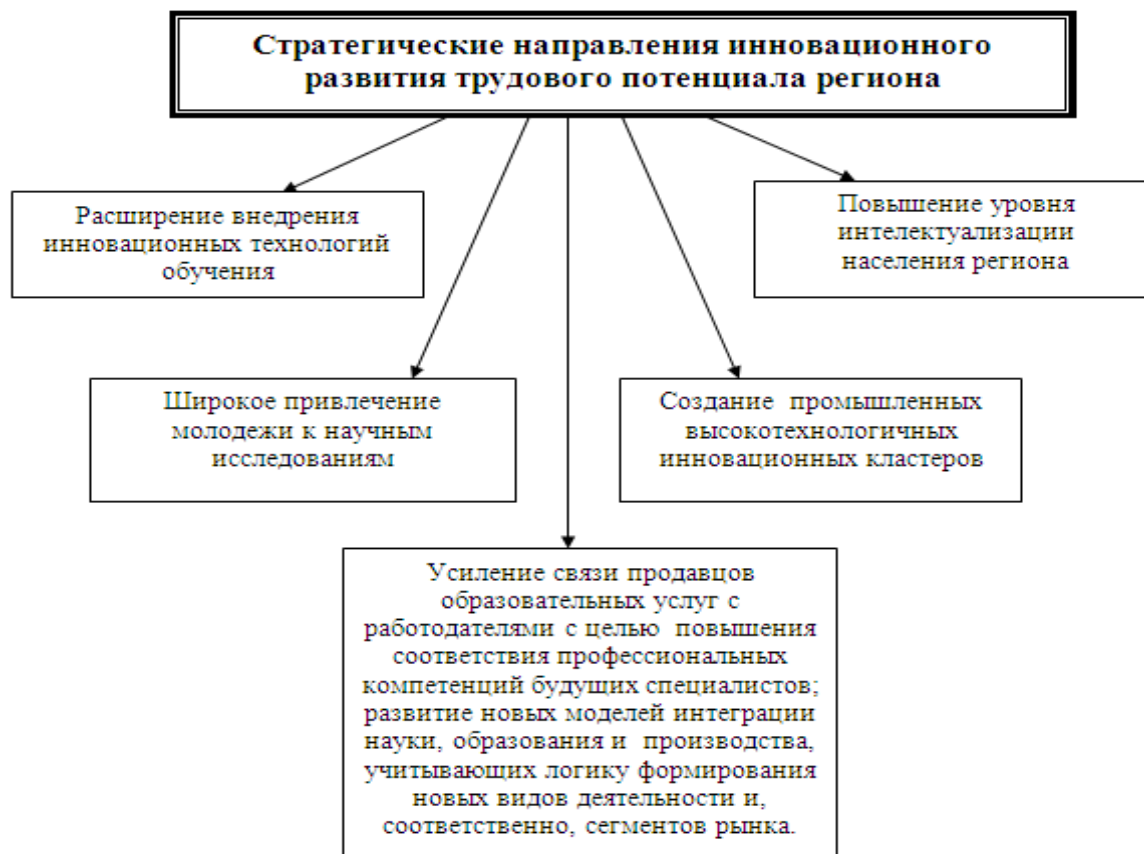 Стратегические направления инновационного
развития трудового потенциала региона
Расширение внедрения
инновационных технологий
обучения
Повышение уровня
интелектуализации
населения региона
Широкое привлечение
молодежи к научным
исследованиям
Создание промышленных
высокотехнологичных
инновационных кластеров
Усиление связи продавцов
образовательных услуг с
работодателями с целью повышения
соответствия профессиональных
компетенций будущих специалистов;
развитие новых моделей интеграции
науки, образования и производства,
учитывающих логику формирования
новых видов деятельности и,
соответственно, сегментов рынка.